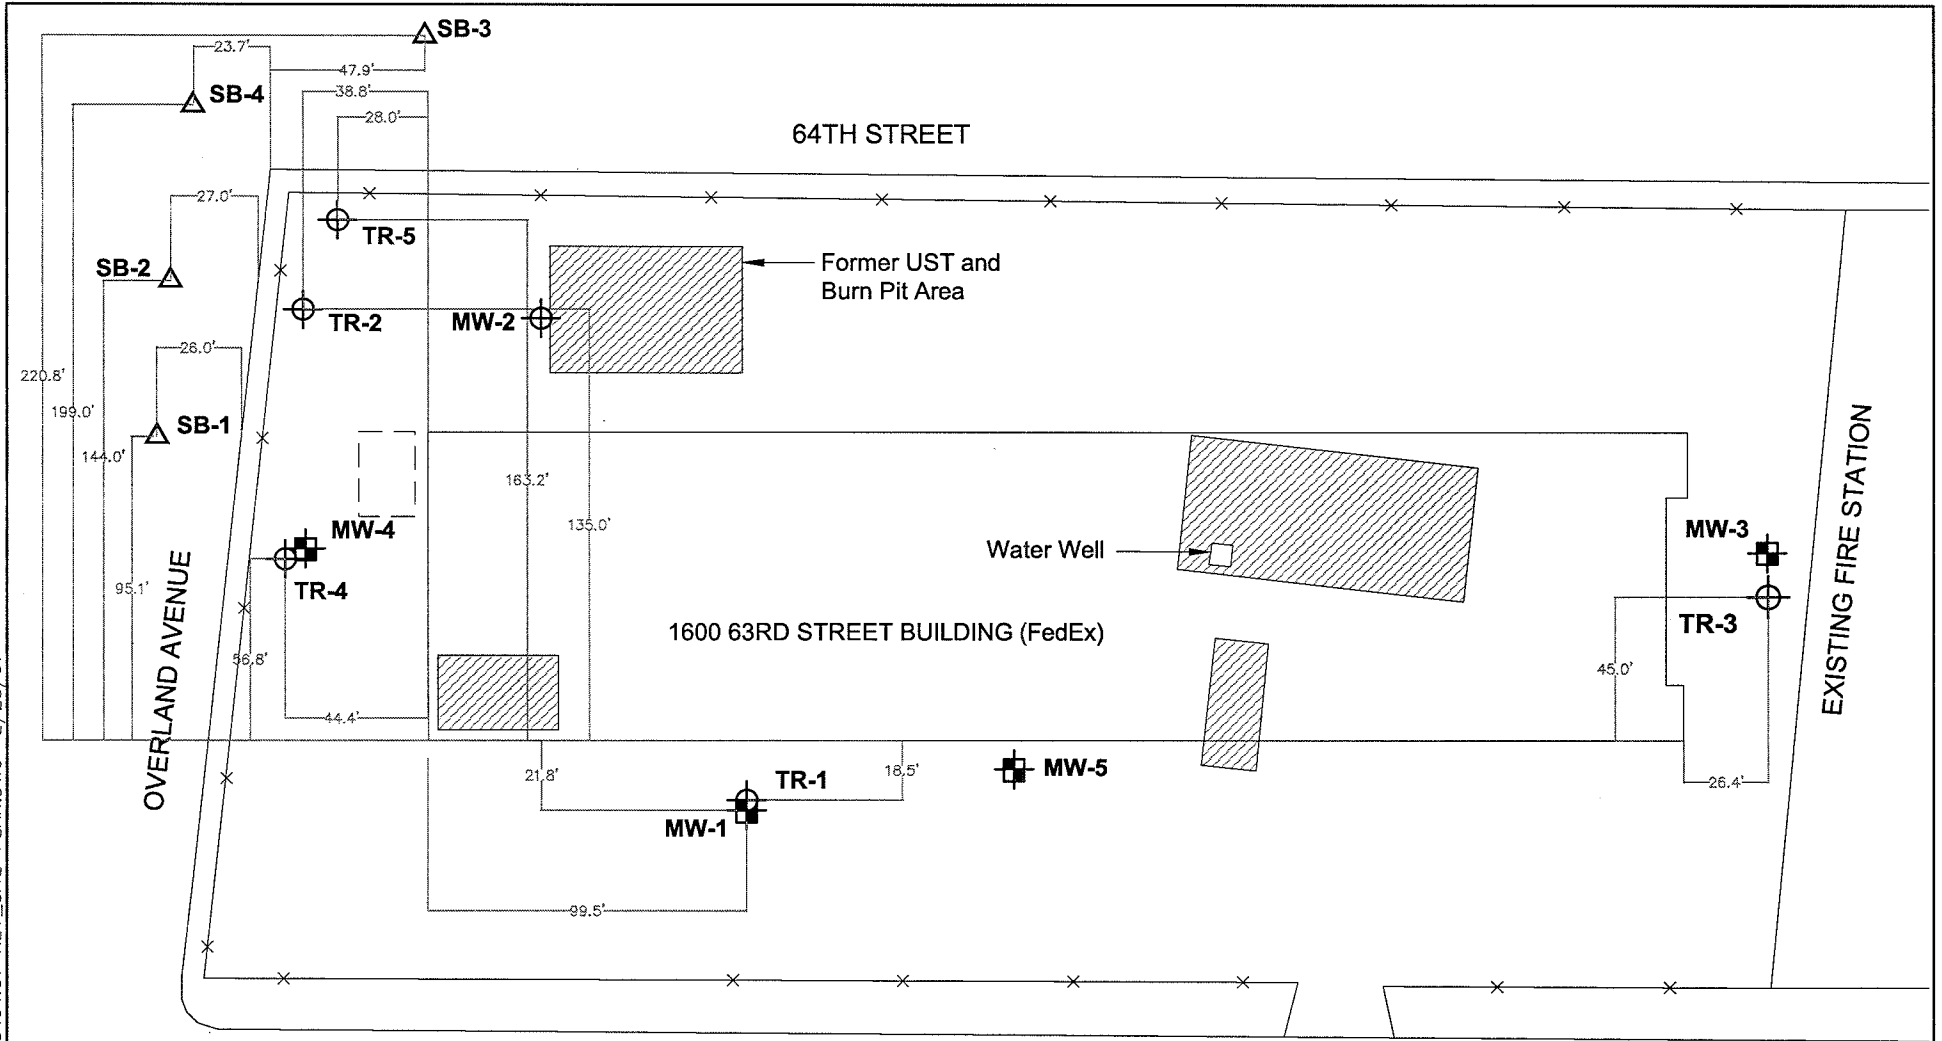 SB-3
23.7'
47.9'
SB-4
38.8'
28.0'
64TH STREET
27.0'
TR-5
SB-2
Former UST and
Burn Pit Area
TR-2
MW-2
26.0'
220.8'
199.0'
SB-1
144.0'
163.2'
135.0'
MW-4
MW-3
Water Well
EXISTING FIRE STATION
95.1'
TR-4
OVERLAND AVENUE
1600 63RD STREET BUILDING (FedEx)
TR-3
56.8'
45.0'
44.4'
21.8'
TR-1
18.5'
MW-5
26.4'
MW-1
99.5'